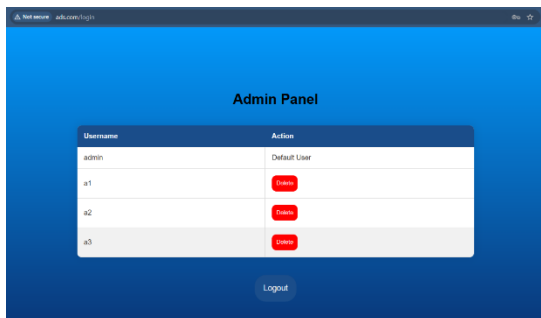 Not secure ads.com/login
Admin Panel
Username Action
admin Default User
a1 Delete
a2 Delete
a3 Delete
Logout